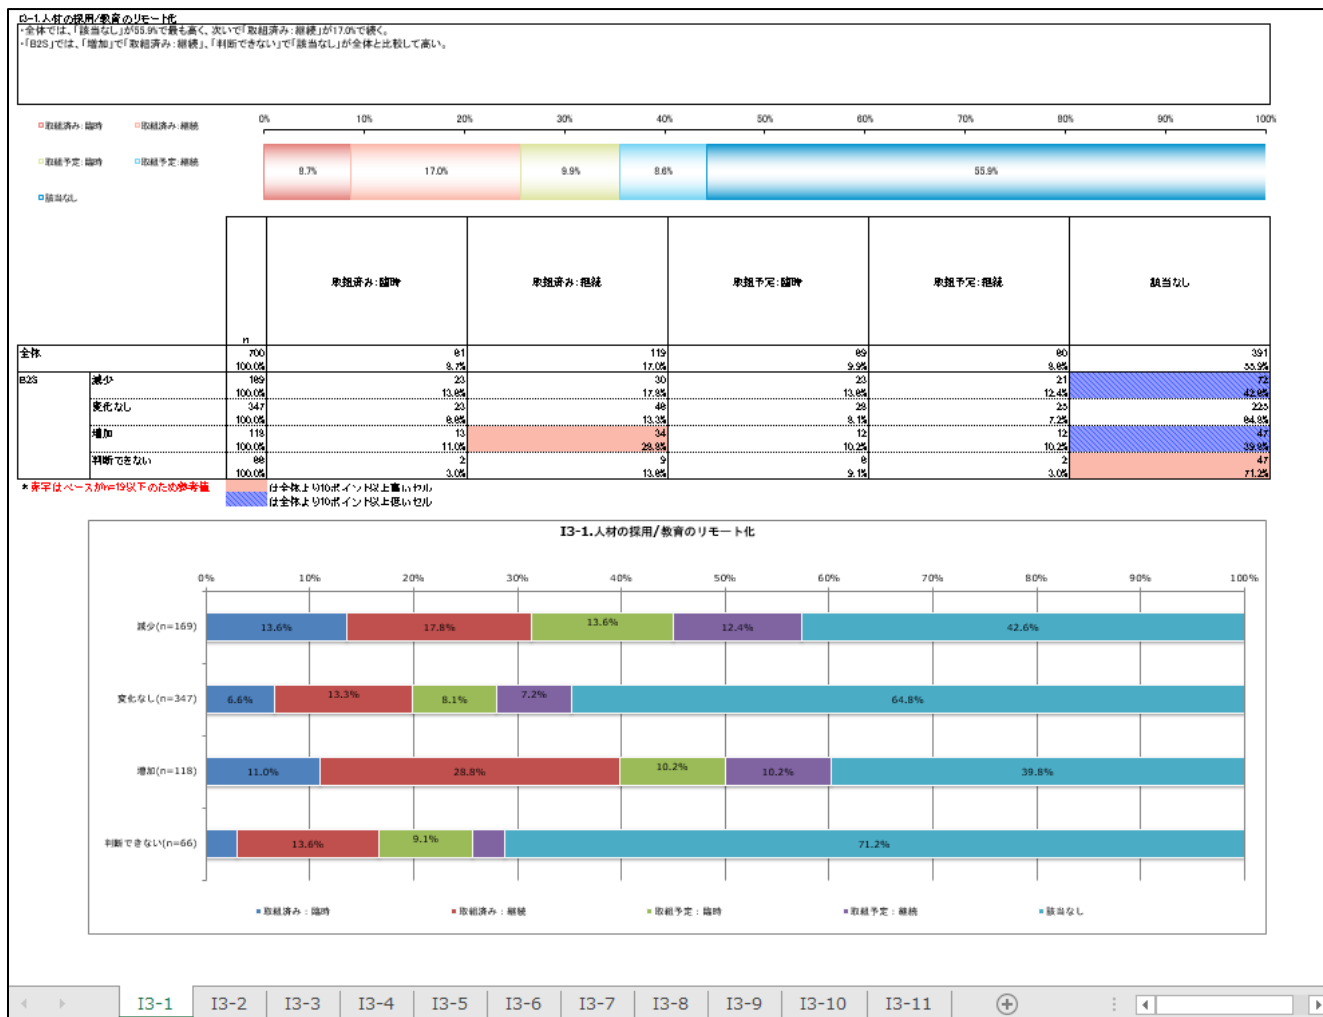 I3-1.人材の採用/教育のリモート化
・全体では、「該当なし」が55.9%で最も高く、次いで「取組済み:継続」が17.0%で続く。
・「B2S」では、「増加」で「取組済み:継続」、「判断できない」で「該当なし」が全体と比較して高い。
取組済み:臨時 取組済み:継続
取組予定:臨時 取組予定:継続
該当なし
0% 10% 20% 30% 40% 50% 60% 70% 80% 90% 100%
8.7% 17.0% 9.9% 8.6% 55.9%
n 取組済み:臨時 取組済み:継続 取組予定:臨時 取組予定:継続 該当なし
全体 700 61 119 69 60 391
100.0% 8.7% 17.0% 9.9% 8.6% 55.9%
B2S 減少 169 23 30 23 21 72
100.0% 13.6% 17.8% 13.6% 12.4% 42.6%
変化なし 347 23 46 28 25 225
100.0% 6.6% 13.3% 8.1% 7.2% 64.8%
増加 118 13 34 12 12 47
100.0% 11.0% 28.8% 10.2% 10.2% 39.8%
判断できない 66 2 9 6 2 47
100.0% 3.0% 13.6% 9.1% 3.0% 71.2%
*赤字はベースがn=19以下のため参考値 は全体より10ポイント以上高いセル
は全体より10ポイント以上低いセル
I3-1.人材の採用/教育のリモート化
0% 10% 20% 30% 40% 50% 60% 70% 80% 90% 100%
減少(n=169) 13.6% 17.8% 13.6% 12.4% 42.6%
変化なし(n=347) 6.6% 13.3% 8.1% 7.2% 64.8%
増加(n=118) 11.0% 28.8% 10.2% 10.2% 39.8%
判断できない(n=66) 13.6% 9.1% 71.2%
取組済み:臨時 取組済み:継続 取組予定:臨時 取組予定:継続 該当なし
I3-1 I3-2 I3-3 I3-4 I3-5 I3-6 I3-7 I3-8 I3-9 I3-10 I3-11